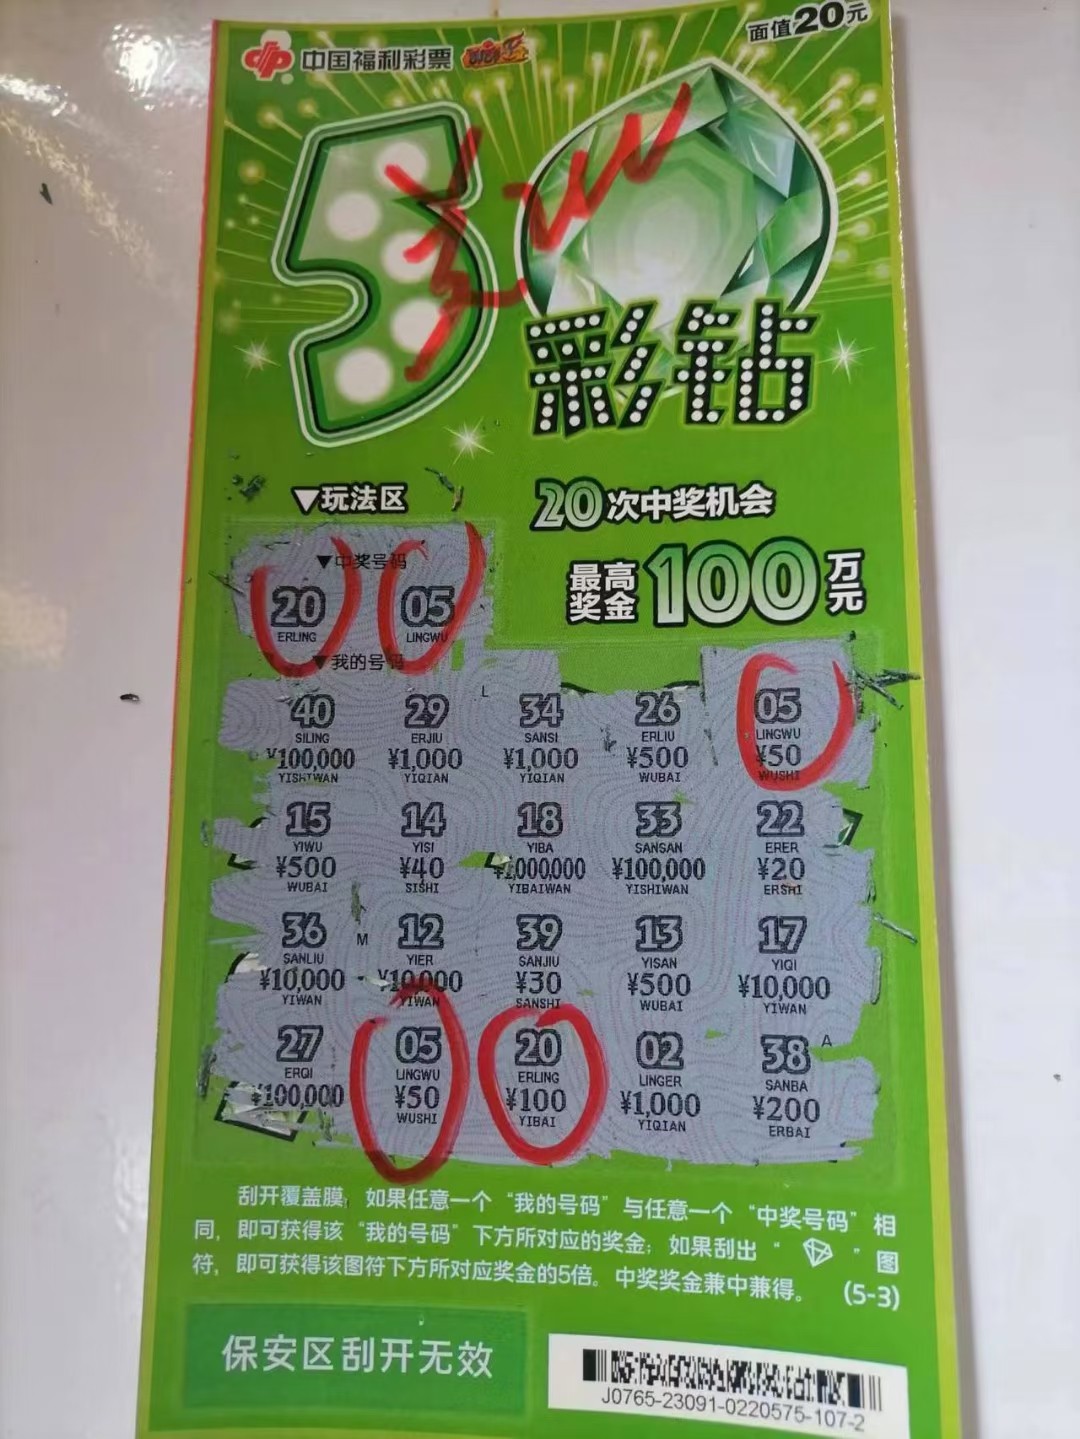 中国福利彩票 刮刮乐
面值20元
5
彩钻
▼玩法区
20次中奖机会
最高奖金100万元
▼中奖号码
20 05
ERLING LINGWU
▼我的号码
L
40 29 34 26 05
SILING ERJIU SANSI ERLIU LINGWU
¥100,000 ¥1,000 ¥1,000 ¥500 ¥50
YISHIWAN YIQIAN YIQIAN WUBAI WUSHI
15 14 18 33 22
YIWU YISI YIBA SANSAN ERER
¥500 ¥40 ¥1,000,000 ¥100,000 ¥20
WUBAI SISHI YIBAIWAN YISHIWAN ERSHI
36 M 12 39 13 17
SANLIU YIER SANJIU YISAN YIQI
¥10,000 ¥10,000 ¥30 ¥500 ¥10,000
YIWAN YIWAN SANSHI WUBAI YIWAN
27 05 20 02 38 A
ERQI LINGWU ERLING LINGER SANBA
¥100,000 ¥50 ¥100 ¥1,000 ¥200
WUSHI YIBAI YIQIAN ERBAI
刮开覆盖膜，如果任意一个“我的号码”与任意一个“中奖号码”相
同，即可获得该“我的号码”下方所对应的奖金；如果刮出“ ”图
符，即可获得该图符下方所对应奖金的5倍。中奖奖金兼中兼得。 (5-3)
保安区刮开无效
J0765-23091-0220575-107-2